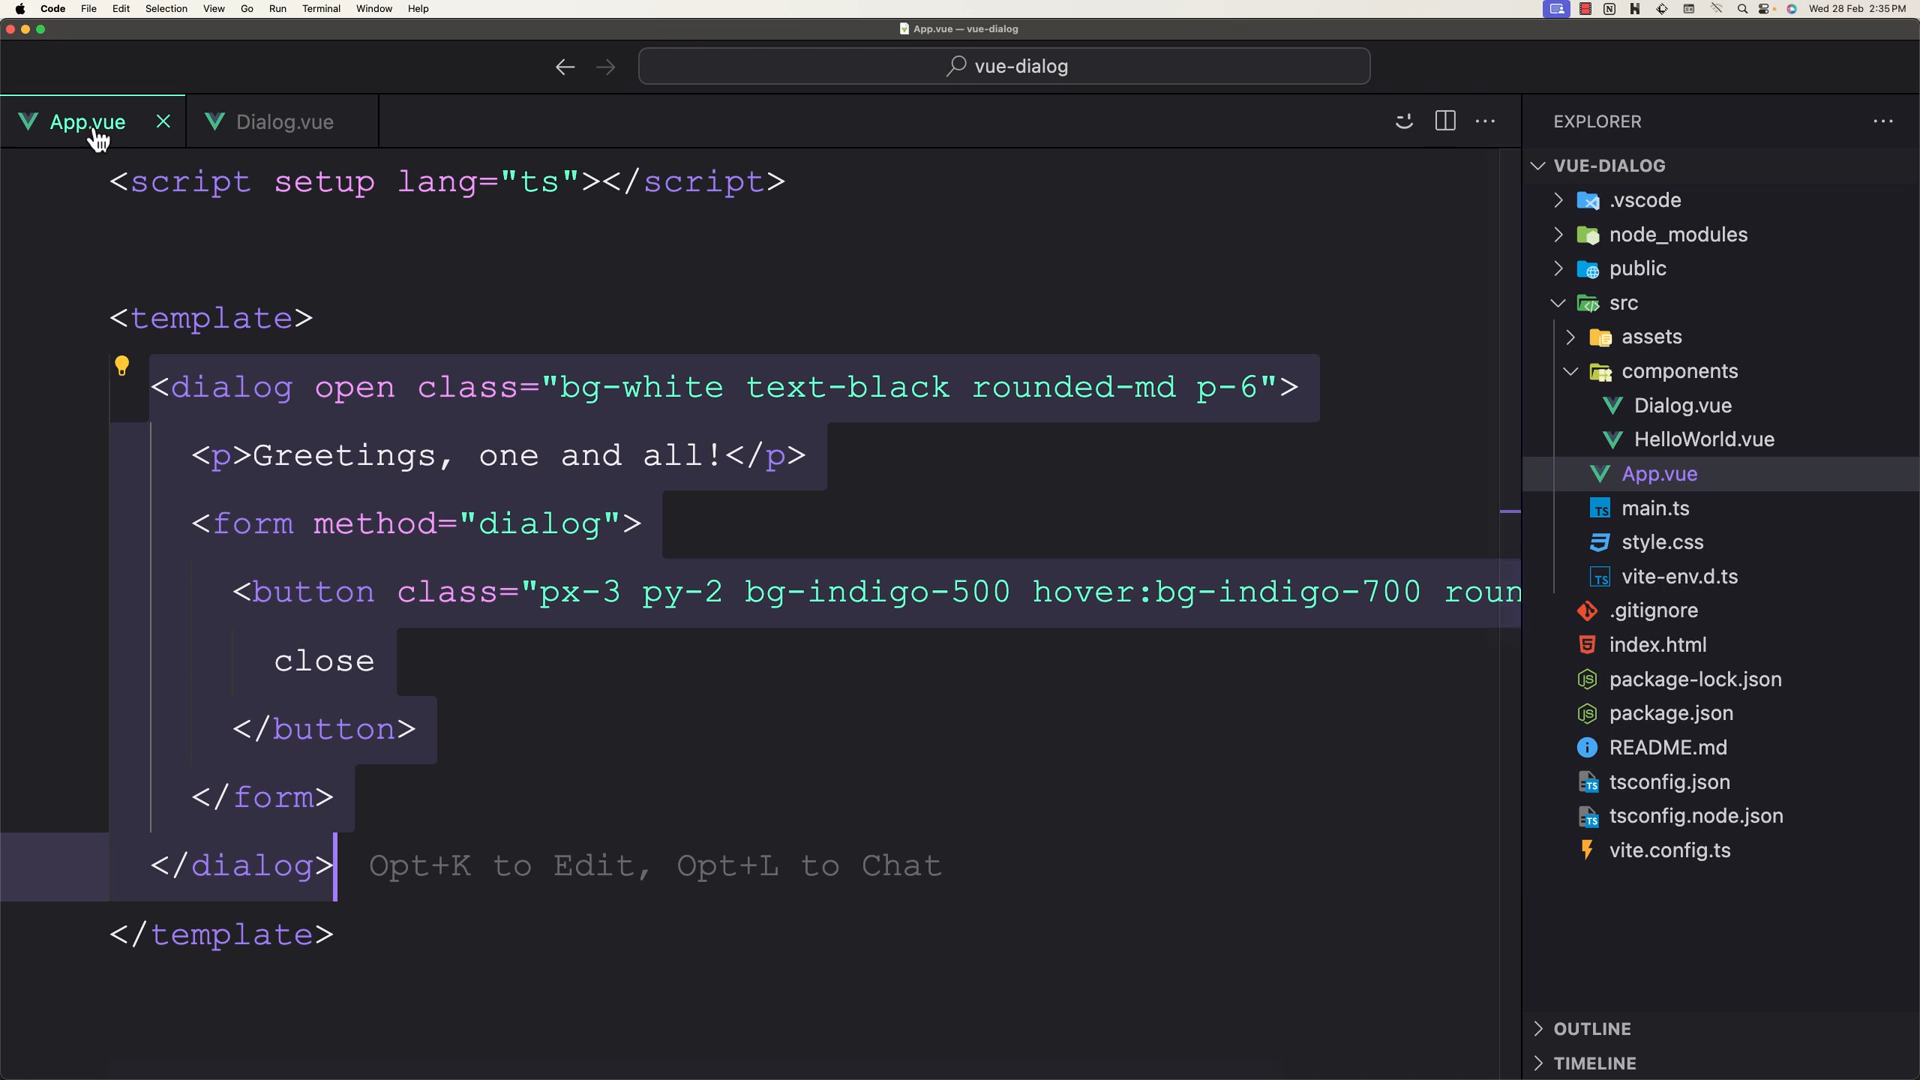 Code File Edit Selection View Go Run Terminal Window Help Wed 28 Feb 2:35 PM
App.vue — vue-dialog
vue-dialog
App.vue Dialog.vue
<script setup lang="ts"></script>
<template>
<dialog open class="bg-white text-black rounded-md p-6">
<p>Greetings, one and all!</p>
<form method="dialog">
<button class="px-3 py-2 bg-indigo-500 hover:bg-indigo-700 roun
close
</button>
</form>
</dialog> Opt+K to Edit, Opt+L to Chat
</template>
EXPLORER
VUE-DIALOG
.vscode
node_modules
public
src
assets
components
Dialog.vue
HelloWorld.vue
App.vue
main.ts
style.css
vite-env.d.ts
.gitignore
index.html
package-lock.json
package.json
README.md
tsconfig.json
tsconfig.node.json
vite.config.ts
OUTLINE
TIMELINE